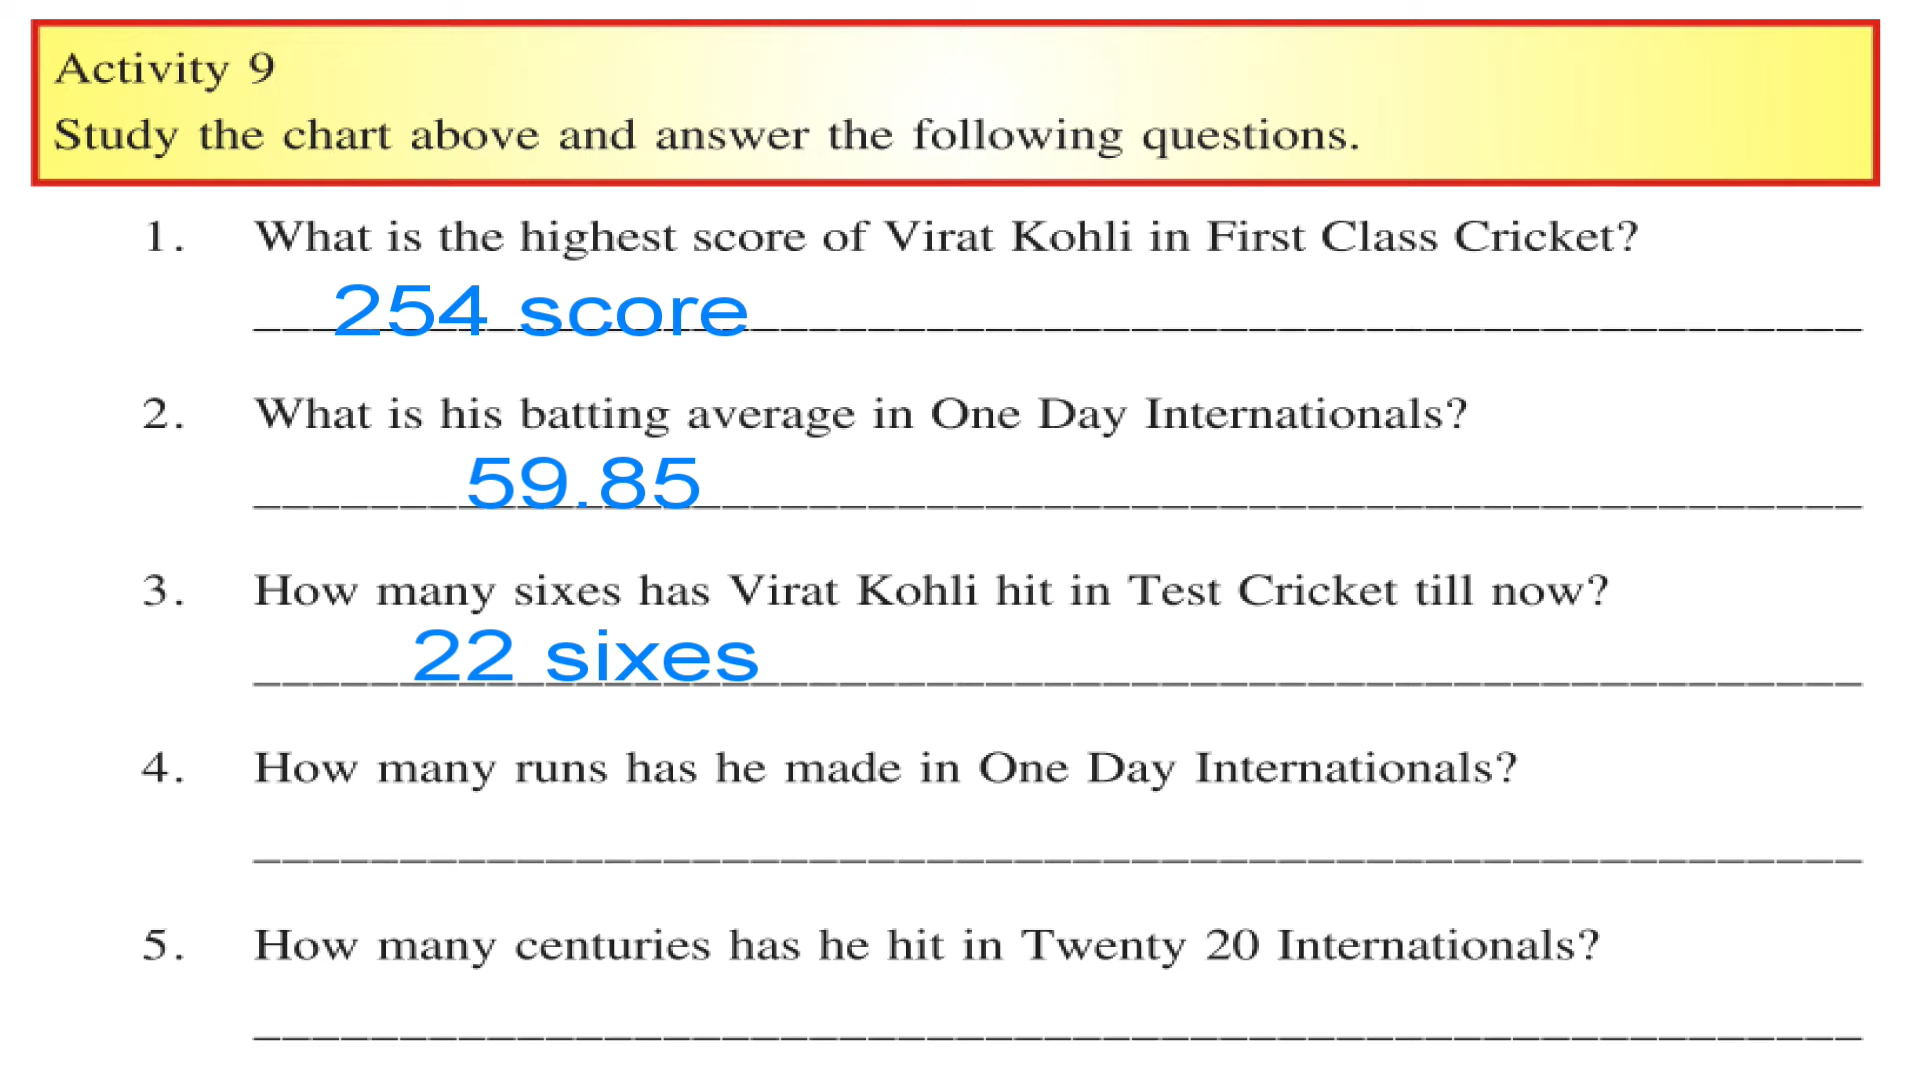 Activity 9
Study the chart above and answer the following questions.
1. What is the highest score of Virat Kohli in First Class Cricket?
254 score
2. What is his batting average in One Day Internationals?
59.85
3. How many sixes has Virat Kohli hit in Test Cricket till now?
22 sixes
4. How many runs has he made in One Day Internationals?
5. How many centuries has he hit in Twenty 20 Internationals?